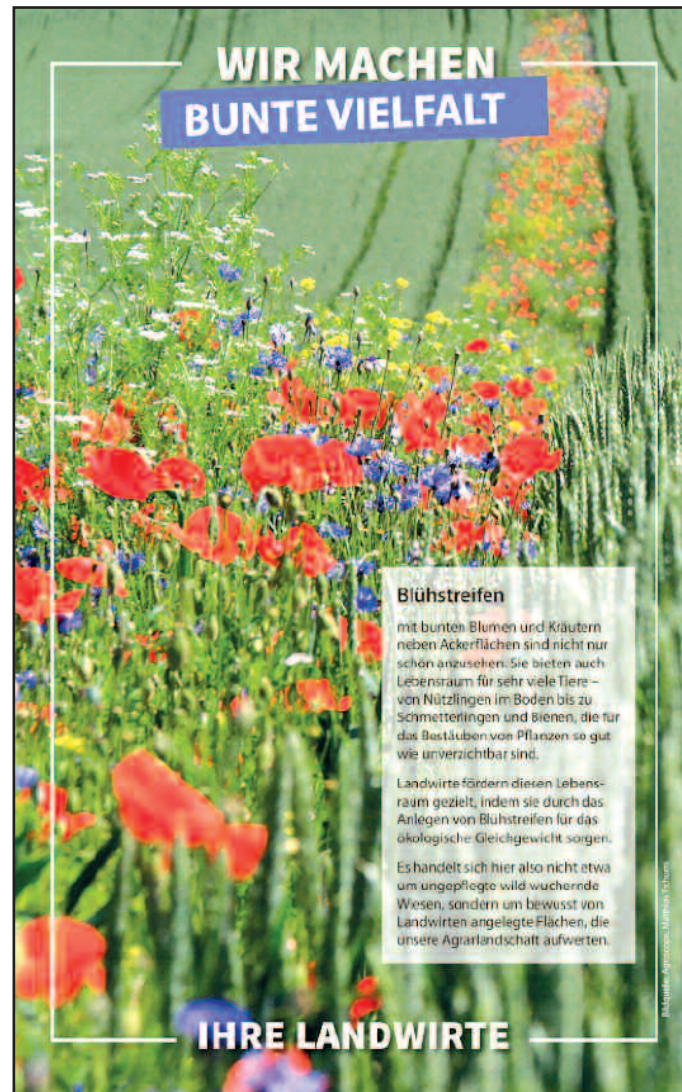 WIR MACHEN
BUNTE VIELFALT
Blühstreifen
mit bunten Blumen und Kräutern
neben Ackerflächen sind nicht nur
schön anzusehen. Sie bieten auch
Lebensraum für sehr viele Tiere –
von Nützlingen im Boden bis zu
Schmetterlingen und Bienen, die für
das Bestäuben von Pflanzen so gut
wie unverzichtbar sind.
Landwirte fördern diesen Lebens-
raum gezielt, indem sie durch das
Anlegen von Blühstreifen für das
ökologische Gleichgewicht sorgen.
Es handelt sich hier also nicht etwa
um ungepflegte wild wuchernde
Wiesen, sondern um bewusst von
Landwirten angelegte Flächen, die
unsere Agrarlandschaft aufwerten.
Bildquelle: Agroscope, Matthias
IHRE LANDWIRTE